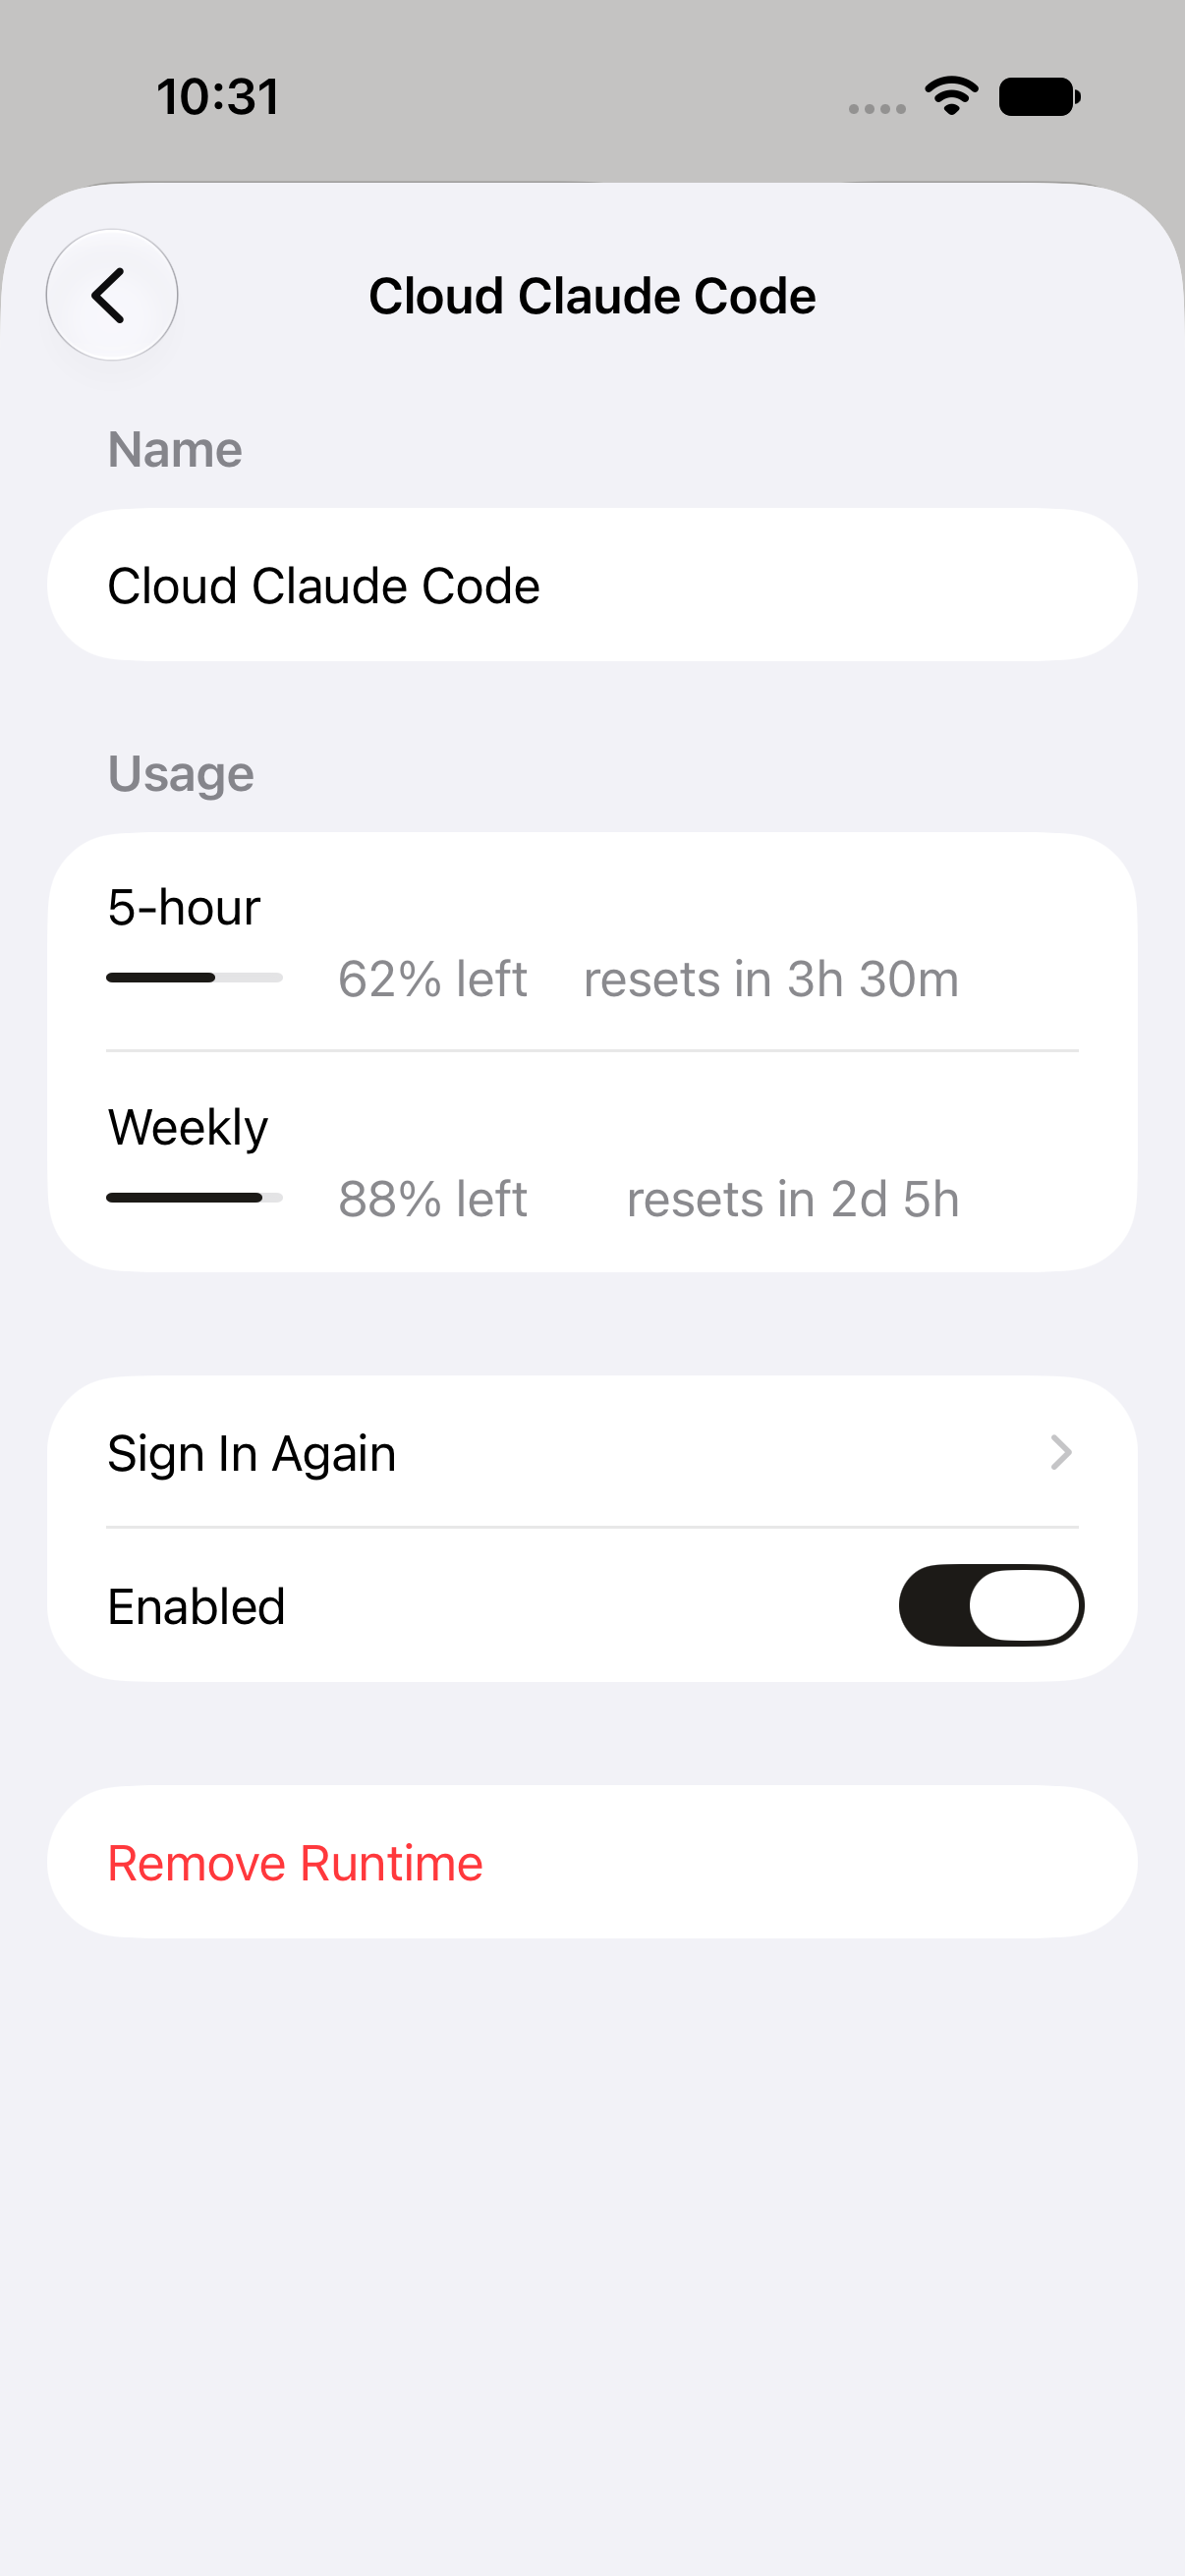 10:31
Cloud Claude Code
Name
Cloud Claude Code
Usage
5-hour
62% left resets in 3h 30m
Weekly
88% left resets in 2d 5h
Sign In Again
Enabled
Remove Runtime